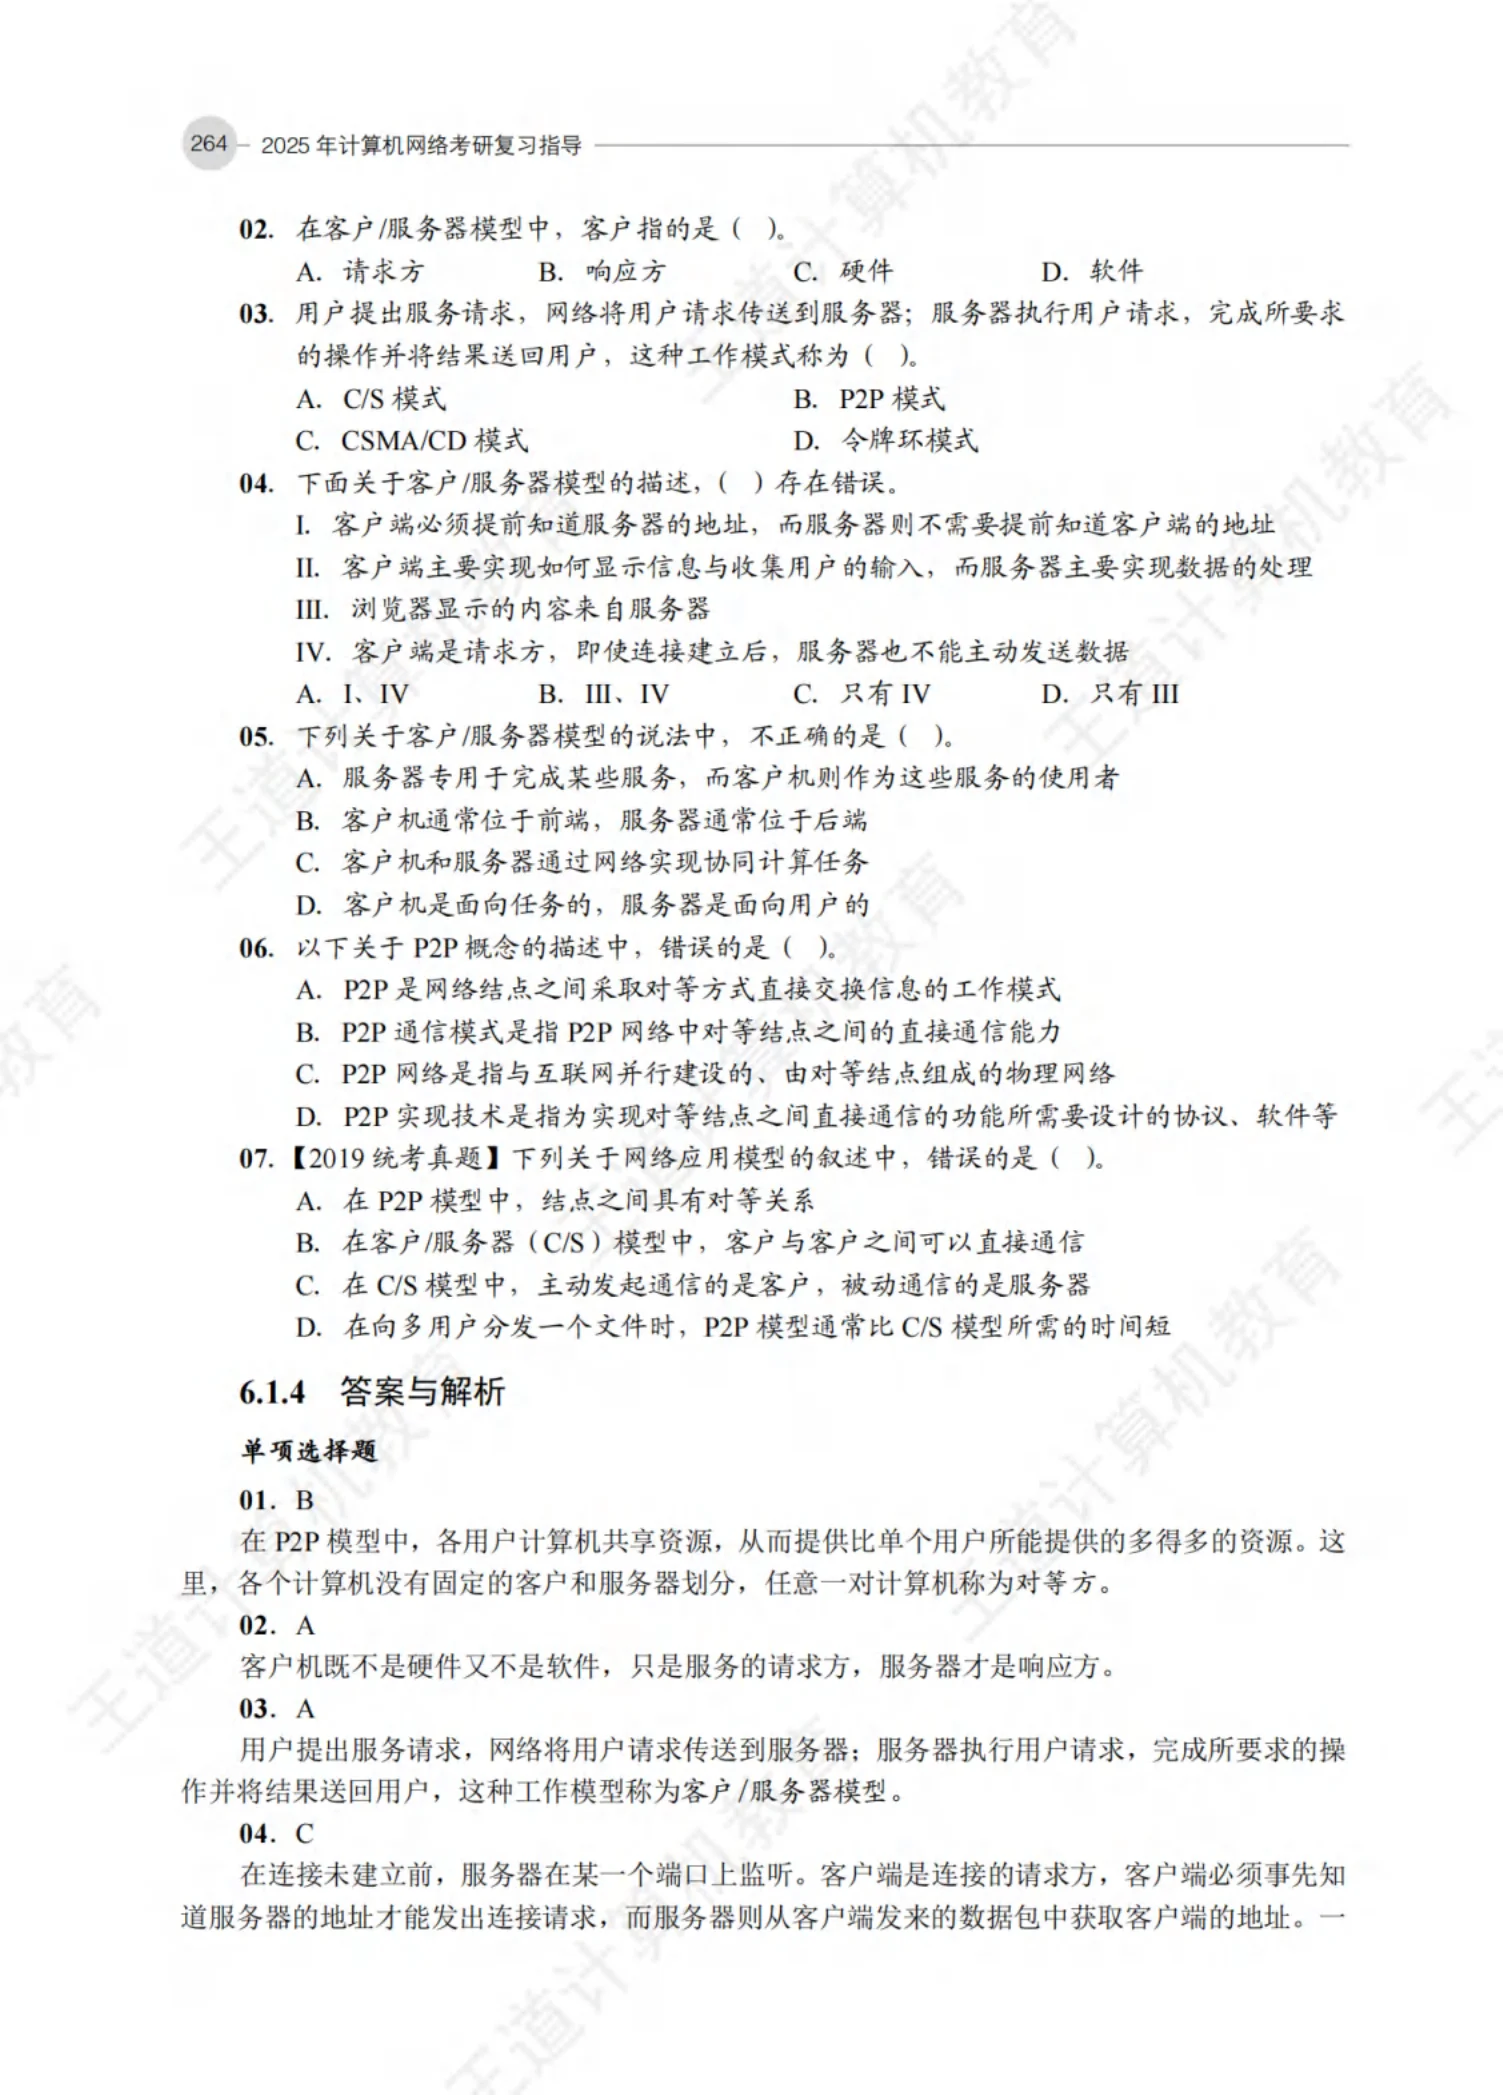 264 2025 年计算机网络考研复习指导
02. 在客户/服务器模型中，客户指的是（ ）。
A. 请求方 B. 响应方 C. 硬件 D. 软件
03. 用户提出服务请求，网络将用户请求传送到服务器；服务器执行用户请求，完成所要求
的操作并将结果送回用户，这种工作模式称为（ ）。
A. C/S 模式 B. P2P 模式
C. CSMA/CD 模式 D. 令牌环模式
04. 下面关于客户/服务器模型的描述，（ ）存在错误。
I. 客户端必须提前知道服务器的地址，而服务器则不需要提前知道客户端的地址
II. 客户端主要实现如何显示信息与收集用户的输入，而服务器主要实现数据的处理
III. 浏览器显示的内容来自服务器
IV. 客户端是请求方，即使连接建立后，服务器也不能主动发送数据
A. I、IV B. III、IV C. 只有 IV D. 只有 III
05. 下列关于客户/服务器模型的说法中，不正确的是（ ）。
A. 服务器专用于完成某些服务，而客户机则作为这些服务的使用者
B. 客户机通常位于前端，服务器通常位于后端
C. 客户机和服务器通过网络实现协同计算任务
D. 客户机是面向任务的，服务器是面向用户的
06. 以下关于 P2P 概念的描述中，错误的是（ ）。
A. P2P 是网络结点之间采取对等方式直接交换信息的工作模式
B. P2P 通信模式是指 P2P 网络中对等结点之间的直接通信能力
C. P2P 网络是指与互联网并行建设的、由对等结点组成的物理网络
D. P2P 实现技术是指为实现对等结点之间直接通信的功能所需要设计的协议、软件等
07.【2019 统考真题】下列关于网络应用模型的叙述中，错误的是（ ）。
A. 在 P2P 模型中，结点之间具有对等关系
B. 在客户/服务器（C/S）模型中，客户与客户之间可以直接通信
C. 在 C/S 模型中，主动发起通信的是客户，被动通信的是服务器
D. 在向多用户分发一个文件时，P2P 模型通常比 C/S 模型所需的时间短
6.1.4 答案与解析
单项选择题
01. B
在 P2P 模型中，各用户计算机共享资源，从而提供比单个用户所能提供的多得多的资源。这
里，各个计算机没有固定的客户和服务器划分，任意一对计算机称为对等方。
02. A
客户机既不是硬件又不是软件，只是服务的请求方，服务器才是响应方。
03. A
用户提出服务请求，网络将用户请求传送到服务器；服务器执行用户请求，完成所要求的操
作并将结果送回用户，这种工作模型称为客户/服务器模型。
04. C
在连接未建立前，服务器在某一个端口上监听。客户端是连接的请求方，客户端必须事先知
道服务器的地址才能发出连接请求，而服务器则从客户端发来的数据包中获取客户端的地址。一
王道计算机教育